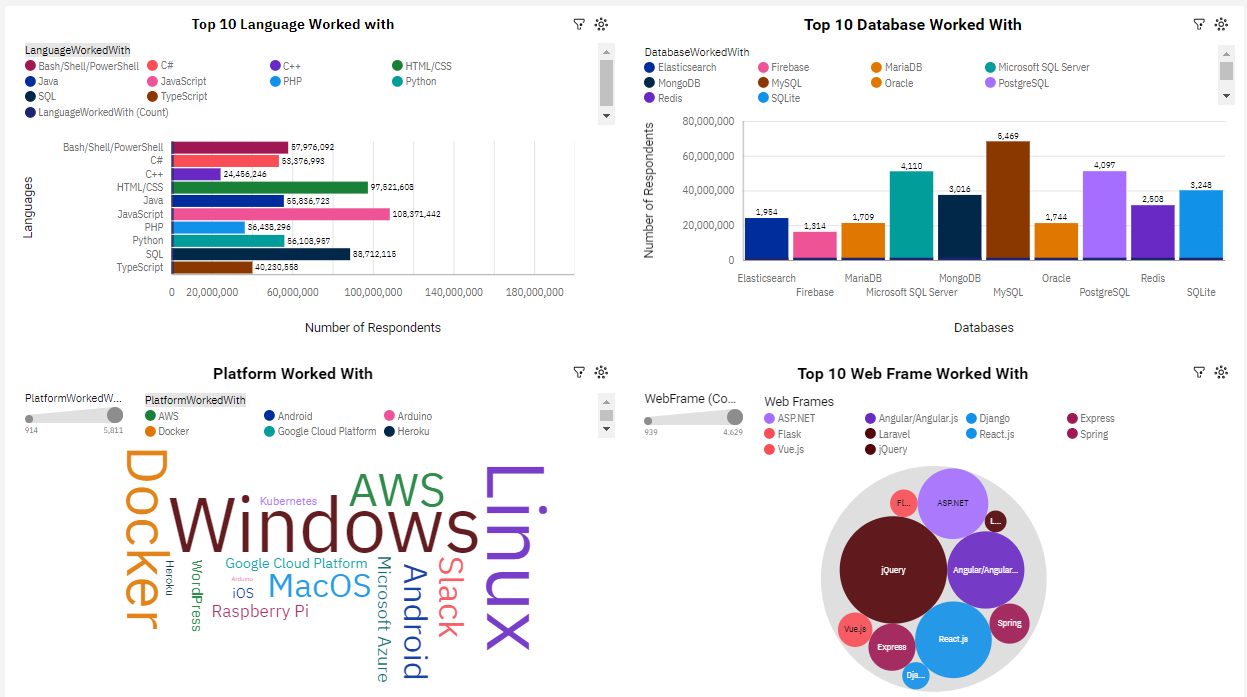 Top 10 Language Worked with
LanguageWorkedWith
Bash/Shell/PowerShell C# C++ HTML/CSS
Java JavaScript PHP Python
SQL TypeScript
LanguageWorkedWith (Count)
Languages
Bash/Shell/PowerShell 57,976,092
C# 53,376,993
C++ 24,456,246
HTML/CSS 97,521,608
Java 55,836,723
JavaScript 108,371,442
PHP 36,438,296
Python 56,108,957
SQL 88,712,115
TypeScript 40,230,558
0 20,000,000 60,000,000 100,000,000 140,000,000 180,000,000
Number of Respondents
Top 10 Database Worked With
DatabaseWorkedWith
Elasticsearch Firebase MariaDB Microsoft SQL Server
MongoDB MySQL Oracle PostgreSQL
Redis SQLite
Number of Respondents
80,000,000
60,000,000
40,000,000
20,000,000
0
1,954 1,314 1,709 4,110 3,016 5,469 1,744 4,097 2,508 3,248
Elasticsearch MariaDB MongoDB Oracle Redis
Firebase Microsoft SQL Server MySQL PostgreSQL SQLite
Databases
Platform Worked With
PlatformWorkedW...
914 5,811
PlatformWorkedWith
AWS Android Arduino
Docker Google Cloud Platform Heroku
Docker
Windows
Kubernetes
AWS
Linux
Heroku
WordPress
Google Cloud Platform
Arduino
iOS
MacOS
Raspberry Pi
Microsoft Azure
Android
Slack
Top 10 Web Frame Worked With
WebFrame (Co...
939 4,629
Web Frames
ASP.NET Angular/Angular.js Django Express
Flask Laravel React.js Spring
Vue.js jQuery
Fl...
ASP.NET
L...
jQuery
Angular/Angular...
Vue.js
Express
React.js
Spring
Dja...